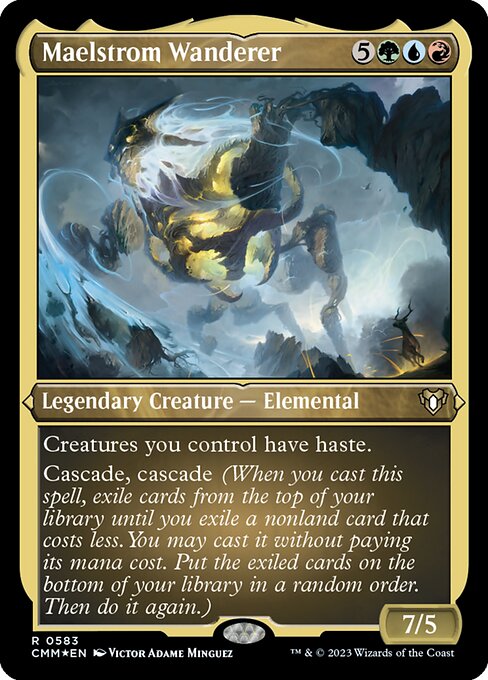 Maelstrom Wanderer 5
Legendary Creature — Elemental
Creatures you control have haste.
Cascade, cascade (When you cast this
spell, exile cards from the top of your
library until you exile a nonland card that
costs less. You may cast it without paying
its mana cost. Put the exiled cards on the
bottom of your library in a random order.
Then do it again.)
7/5
R 0583
CMM★EN Victor Adame Minguez ™ & © 2023 Wizards of the Coast